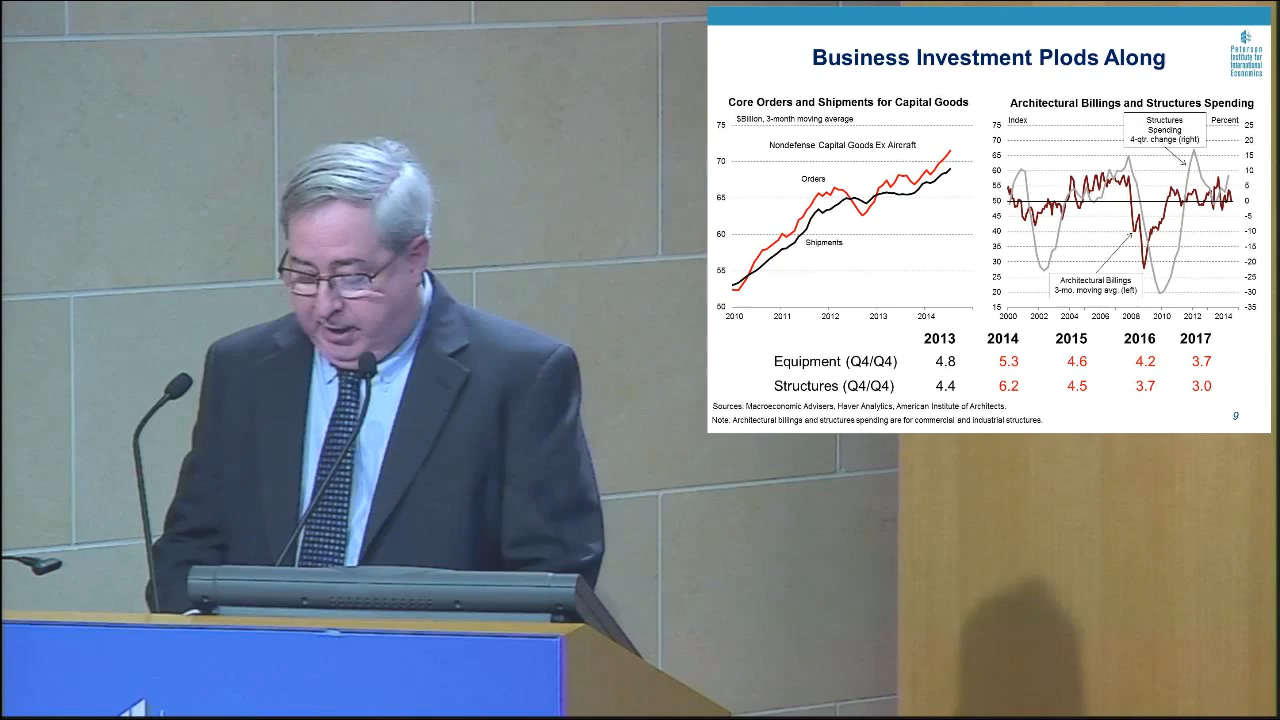 Business Investment Plods Along
Peterson
Institute for
International
Economics
Core Orders and Shipments for Capital Goods
$Billion, 3-month moving average
Nondefense Capital Goods Ex Aircraft
Orders
Shipments
75
70
65
60
55
50
2010 2011 2012 2013 2014
Architectural Billings and Structures Spending
Index
Structures
Spending
4-qtr. change (right)
Percent
75
70
65
60
55
50
45
40
35
30
25
20
15
25
20
15
10
5
0
-5
-10
-15
-20
-25
-30
-35
Architectural Billings
3-mo. moving avg. (left)
2000 2002 2004 2006 2008 2010 2012 2014
2013 2014 2015 2016 2017
Equipment (Q4/Q4) 4.8 5.3 4.6 4.2 3.7
Structures (Q4/Q4) 4.4 6.2 4.5 3.7 3.0
Sources: Macroeconomic Advisers, Haver Analytics, American Institute of Architects.
Note: Architectural billings and structures spending are for commercial and industrial structures.
9